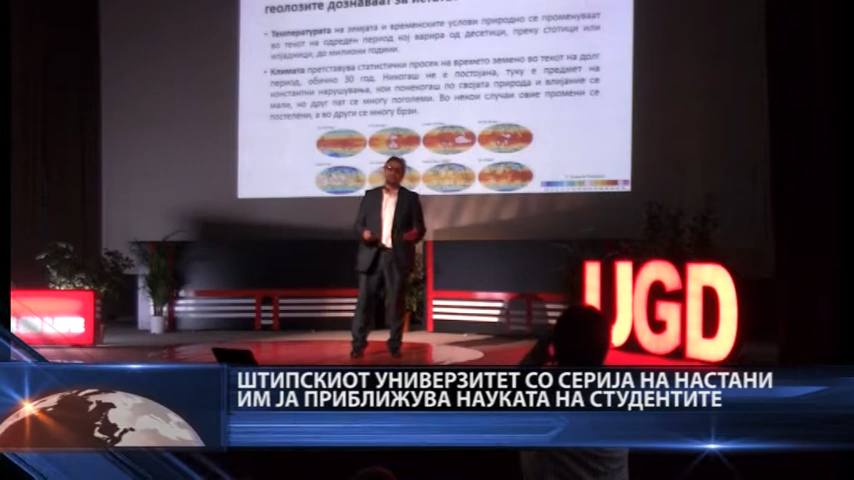 геолозите дознаваат за
• Температурата на земјата и временските услови природно се променуваат
во текот на одреден период кој варира од десетици, преку стотици или
илјадници, до милиони години.
• Климата претставува статистички просек на времето земено во текот на долг
период, обично 30 год. Никогаш не е постојана, туку е предмет на
константни нарушувања, кои понекогаш по својата природа и влијание се
мали, но друг пат се многу поголеми. Во некои случаи овие промени се
постепени, а во други се многу брзи.
UGD
ШТИПСКИОТ УНИВЕРЗИТЕТ СО СЕРИЈА НА НАСТАНИ
ИМ ЈА ПРИБЛИЖУВА НАУКАТА НА СТУДЕНТИТЕ